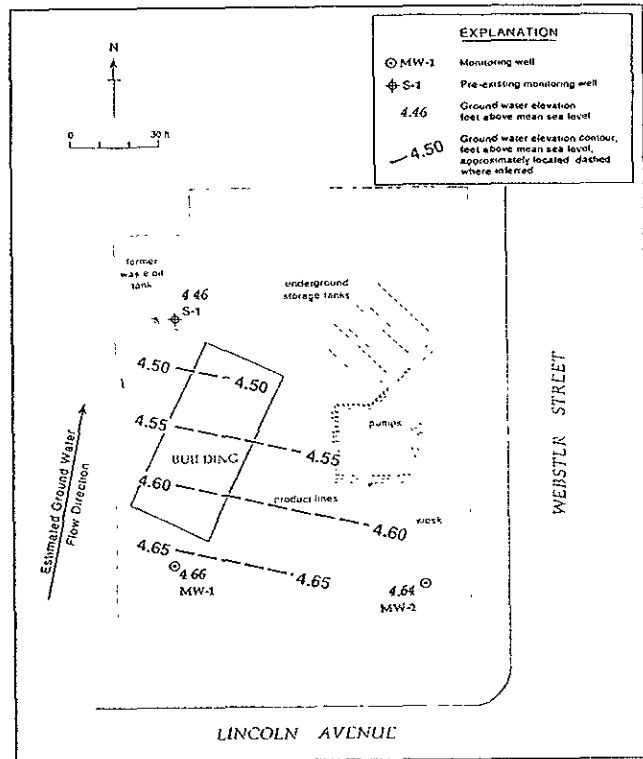 EXPLANATION
MW-1 Monitoring well
S-1 Pre-existing monitoring well
4.46 Ground water elevation
feet above mean sea level
4.50 Ground water elevation contour,
feet above mean sea level,
approximately located dashed
where inferred
N
0 30 ft
former
was e oil
tank
4 46
S-1
underground
storage tanks
4.50 4.50
4.55 4.55
pumps
BUILDING
4.60 4.60
product lines
kiosk
4.65 4.65
4 66
MW-1
4.64
MW-2
Estimated Ground Water
Flow Direction
WEBSTER STREET
LINCOLN AVENUE